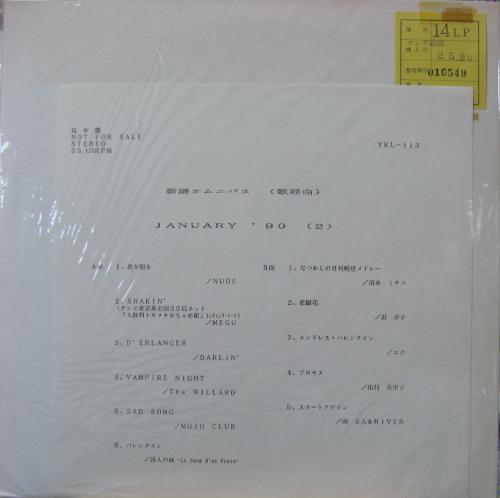 14LP
2.5.26
016549
見本盤
NOT FOR SALE
STEREO
33 1/3RPM
YKL-113
新譜オムニバス （歌謡曲）
JANUARY '90 (2)
A面
1、夜が廻る
/NUDE
2、SHAKIN'
/MEGU
3、D'ERLANGER
/DARLIN'
4、VAMPIRE NIGHT
/The WILLARD
5、SAD SONG
/MOJO CLUB
6、バレンタイン
B面
1、なつかしの月刊明星メドレー
/清水 ミチコ
2、悲願花
/君 夕子
3、エンドレス・バレンタイン
/エポ
4、プロセス
/田村 英里子
5、スタートアゲイン
/南 正人&RIVER